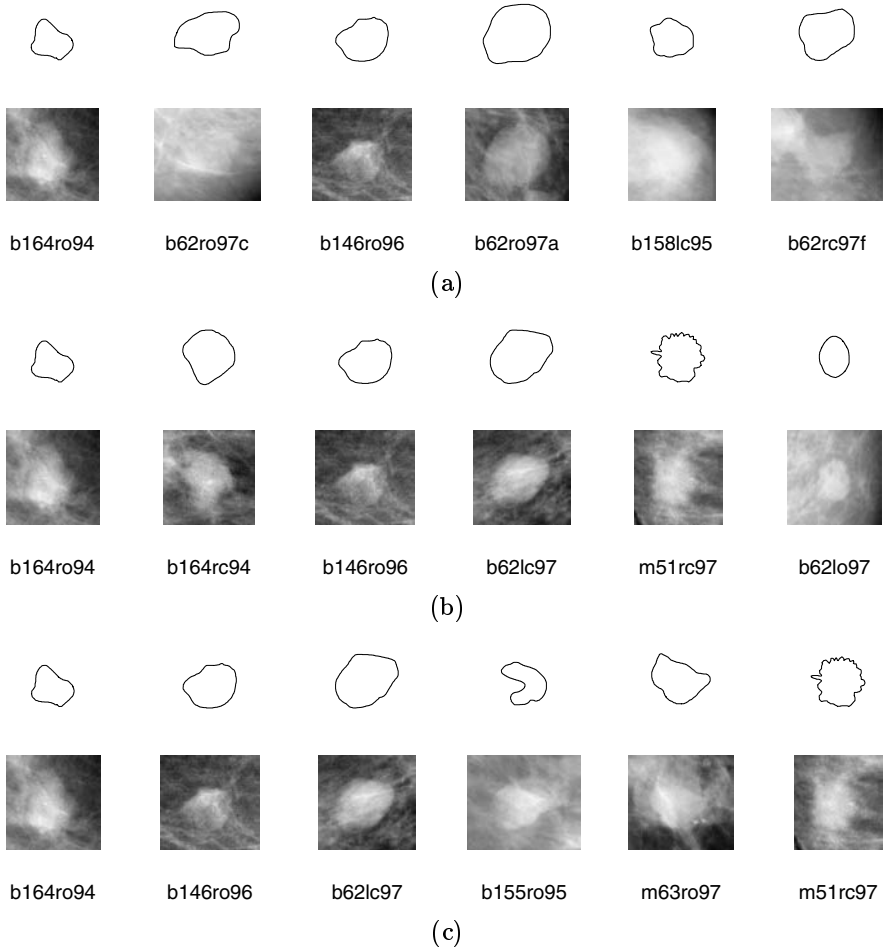 b164ro94 b62ro97c b146ro96 b62ro97a b158lc95 b62rc97f
(a)
b164ro94 b164rc94 b146ro96 b62lc97 m51rc97 b62lo97
(b)
b164ro94 b146ro96 b62lc97 b155ro95 m63ro97 m51rc97
(c)